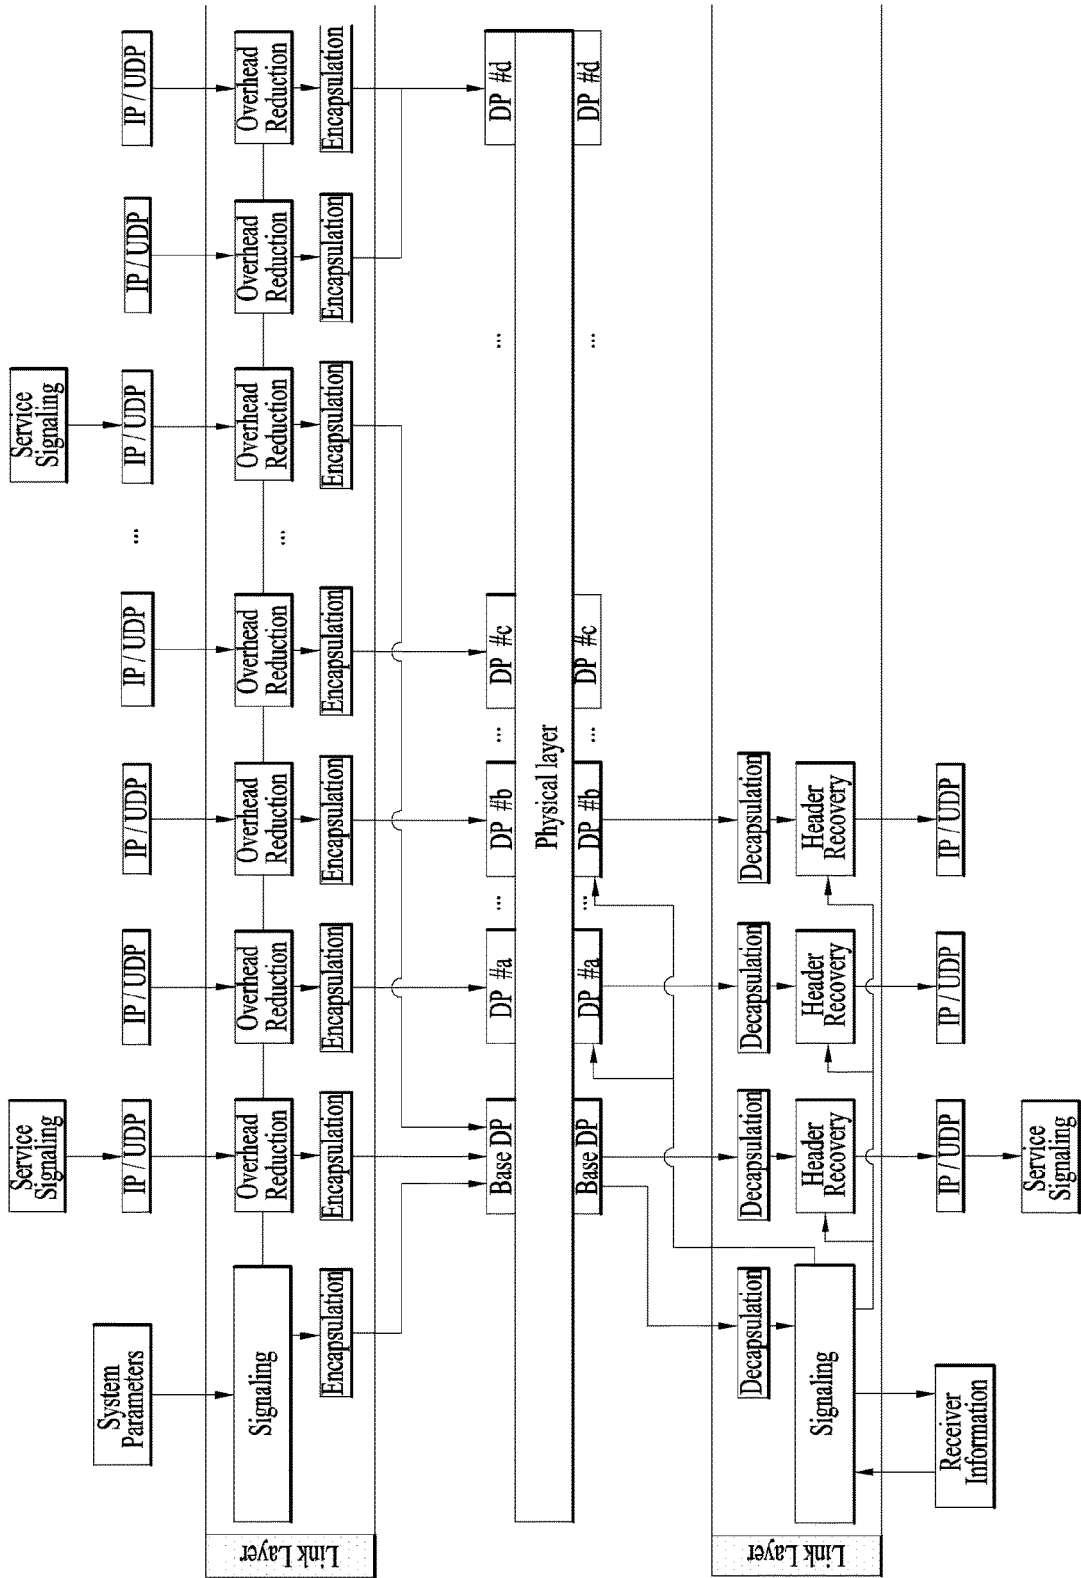 Service
Signaling
Service
Signaling
System
Parameters
IP / UDP
IP / UDP
IP / UDP
IP / UDP
...
IP / UDP
IP / UDP
IP / UDP
Link Layer
Signaling
Overhead
Reduction
Overhead
Reduction
Overhead
Reduction
Overhead
Reduction
...
Overhead
Reduction
Overhead
Reduction
Overhead
Reduction
Encapsulation
Encapsulation
Encapsulation
Encapsulation
Encapsulation
Encapsulation
Encapsulation
Encapsulation
Base DP
DP #a
...
DP #b
...
DP #c
...
DP #d
Physical layer
Base DP
DP #a
...
DP #b
...
DP #c
...
DP #d
Link Layer
Decapsulation
Decapsulation
Decapsulation
Decapsulation
Signaling
Header
Recovery
Header
Recovery
Header
Recovery
Receiver
Information
IP / UDP
IP / UDP
IP / UDP
Service
Signaling